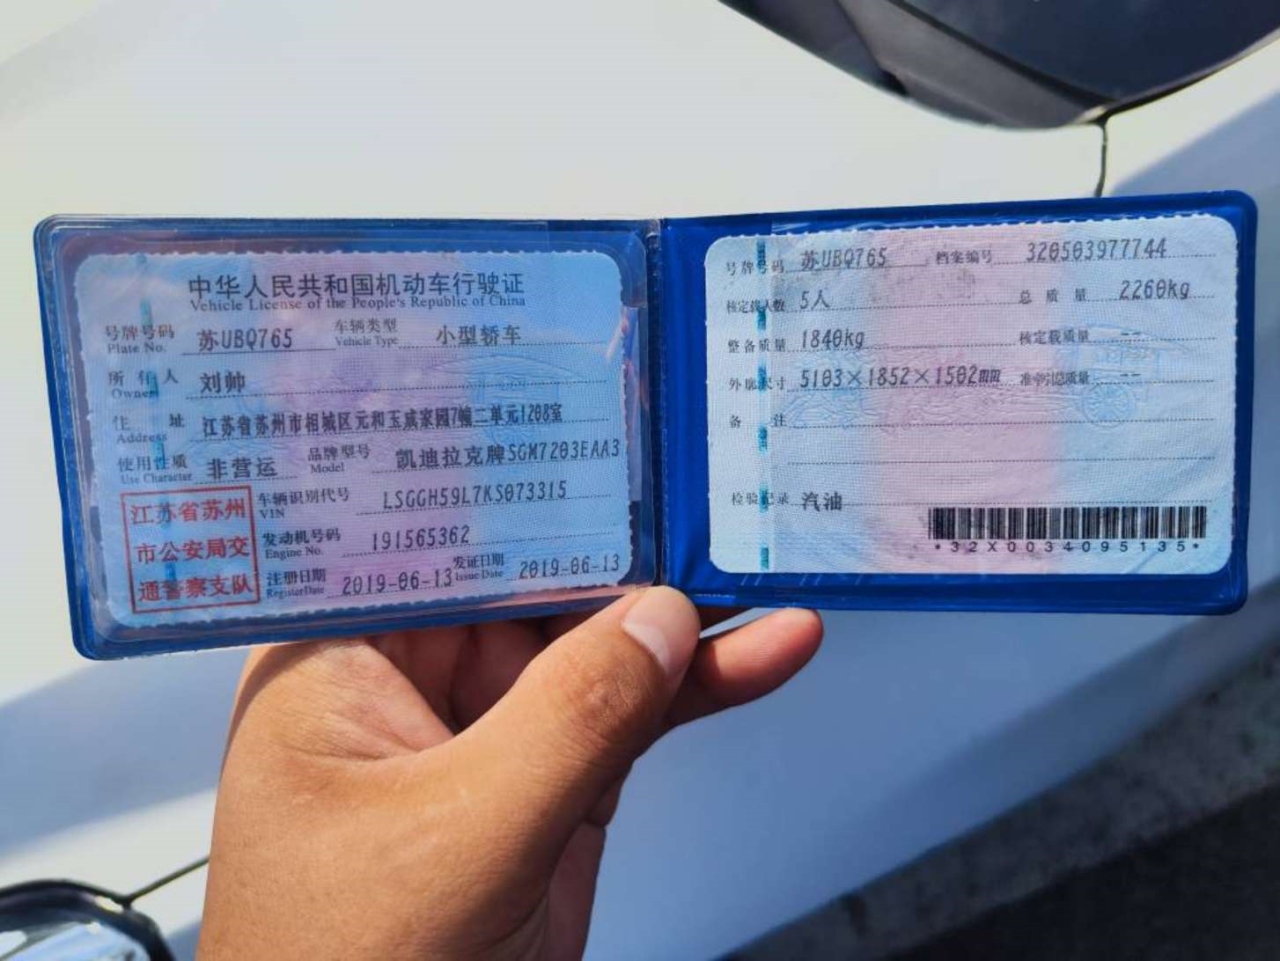 中华人民共和国机动车行驶证
Vehicle License of the People's Republic of China
号牌号码 苏UBQ765 车辆类型 小型轿车
Plate No. Vehicle Type
所有人 刘帅
Owner
住址 江苏省苏州市相城区元和玉成家园7幢二单元1208室
Address
使用性质 非营运 品牌型号 凯迪拉克牌SGM7203EAA3
Use Character Model
江苏省苏州
市公安局交
通警察支队
车辆识别代号 LSGGH59L7KS073315
VIN
发动机号码 191565362
Engine No.
注册日期 2019-06-13 发证日期 2019-06-13
Register Date Issue Date
号牌号码 苏UBQ765 档案编号 320503977744
核定载人数 5人 总质量 2260kg
整备质量 1840kg 核定载质量 --
外廓尺寸 5103×1852×1502mm 准牵引总质量 --
备注
检验记录 汽油
*32X0034095135*